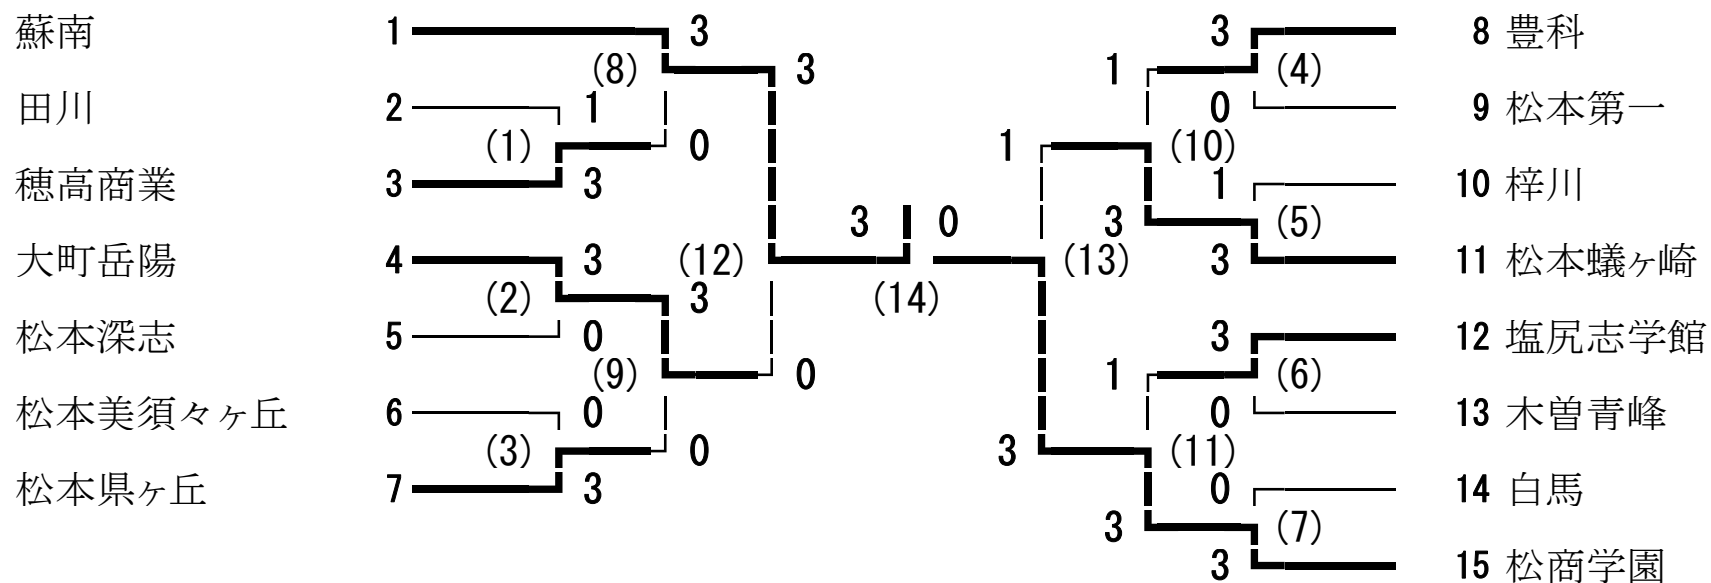 蘇南 1 3 3 8 豊科
(8) 3 1 (4)
田川 2 1 0 9 松本第一
(1) 0 1 (10)
穂高商業 3 3 1 10 梓川
3 0 3 (5)
大町岳陽 4 3 (12) (13) 3 11 松本蟻ヶ崎
(2) 3 (14)
松本深志 5 0 3 12 塩尻志学館
(9) 0 1 (6)
松本美須々ヶ丘 6 0 0 13 木曽青峰
(3) 0 3 (11)
松本県ヶ丘 7 3 0 14 白馬
3 (7)
3 15 松商学園